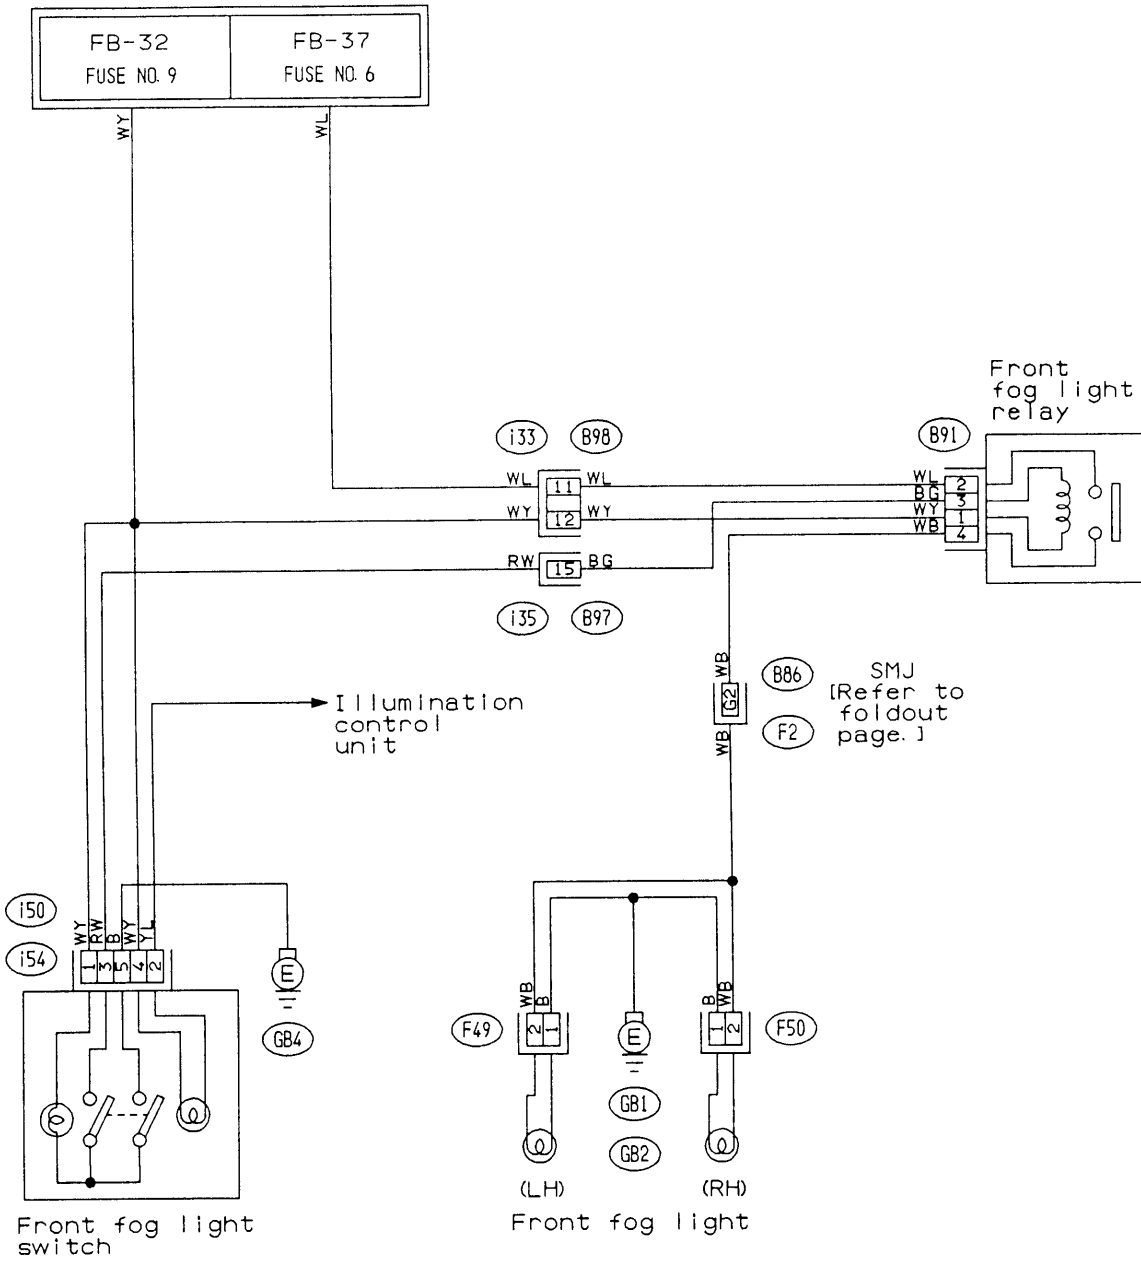 FB-32
FUSE NO. 9
FB-37
FUSE NO. 6
WY
WL
Front
fog light
relay
i33
B98
B91
WL
11
WL
WL
2
BG
3
WY
12
WY
WY
1
WB
4
RW
15
BG
i35
B97
WB
B86
G2
F2
WB
SMJ
[Refer to
foldout
page.]
Illumination
control
unit
i50
i54
WY
RW
B
WY
YL
1
3
5
4
2
E
GB4
WB
B
F49
2
1
E
GB1
GB2
B
WB
1
2
F50
(LH)
(RH)
Front fog light
Front fog light
switch